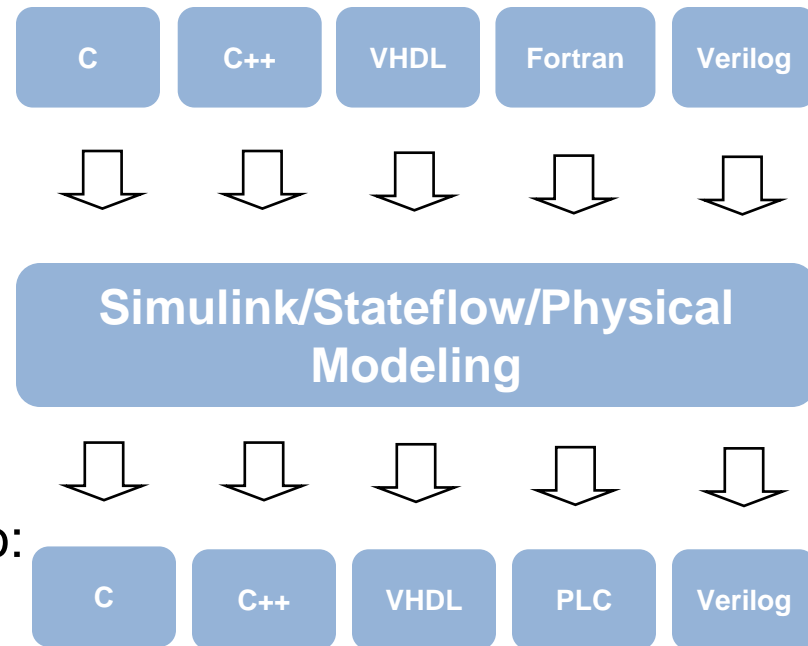 C C++ VHDL Fortran Verilog
Simulink/Stateflow/Physical
Modeling
:
C C++ VHDL PLC Verilog